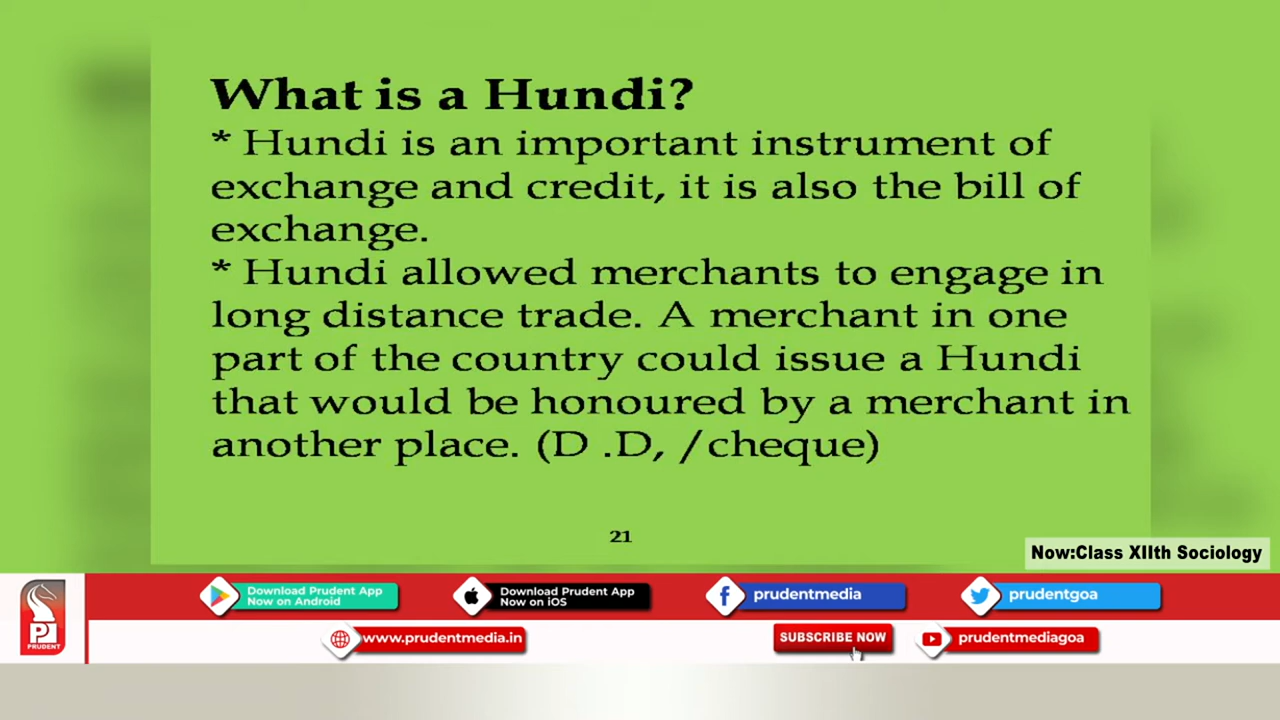 What is a Hundi?
* Hundi is an important instrument of
exchange and credit, it is also the bill of
exchange.
* Hundi allowed merchants to engage in
long distance trade. A merchant in one
part of the country could issue a Hundi
that would be honoured by a merchant in
another place. (D .D, /cheque)
21
Now:Class XIIth Sociology
Download Prudent App
Now on Android
Download Prudent App
Now on iOS
prudentmedia
prudentgoa
PRUDENT
www.prudentmedia.in
SUBSCRIBE NOW
prudentmediagoa